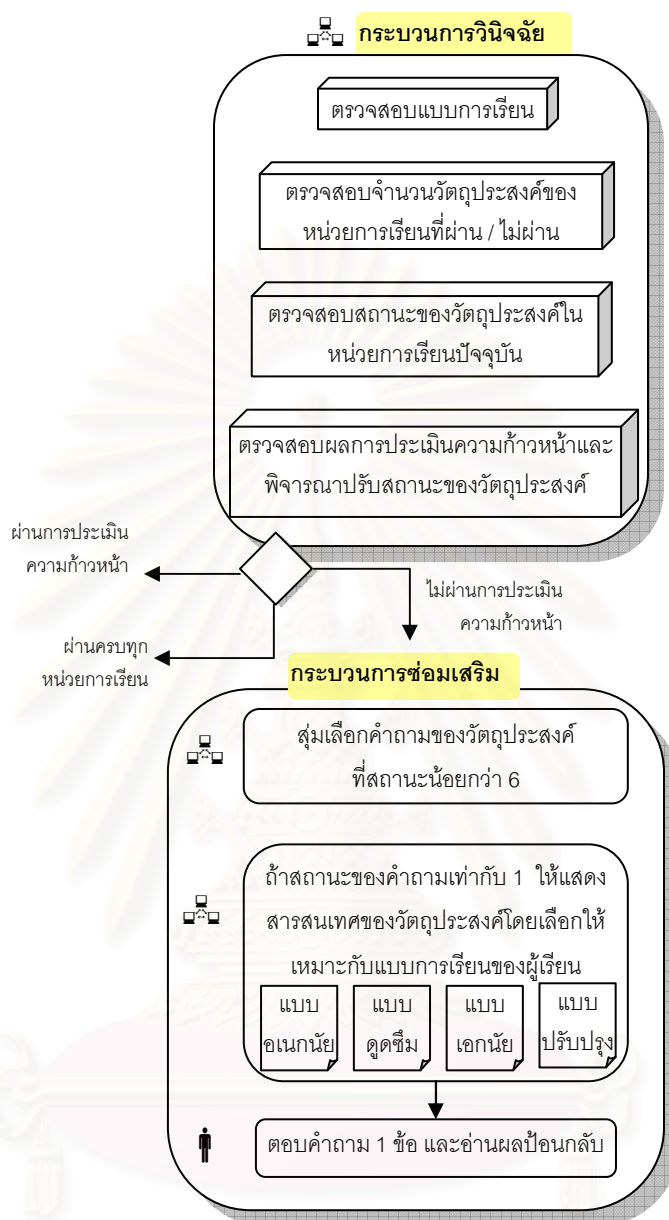 กระบวนการวินิจฉัย
ตรวจสอบแบบการเรียน
ตรวจสอบจำนวนวัตถุประสงค์ของ
หน่วยการเรียนที่ผ่าน / ไม่ผ่าน
ตรวจสอบสถานะของวัตถุประสงค์ใน
หน่วยการเรียนปัจจุบัน
ตรวจสอบผลการประเมินความก้าวหน้าและ
พิจารณาปรับสถานะของวัตถุประสงค์
ผ่านการประเมิน
ความก้าวหน้า
ไม่ผ่านการประเมิน
ความก้าวหน้า
ผ่านครบทุก
หน่วยการเรียน
กระบวนการซ่อมเสริม
สุ่มเลือกคำถามของวัตถุประสงค์
ที่สถานะน้อยกว่า 6
ถ้าสถานะของคำถามเท่ากับ 1 ให้แสดง
สารสนเทศของวัตถุประสงค์โดยเลือกให้
เหมาะกับแบบการเรียนของผู้เรียน
แบบ
อเนกนัย
แบบ
ดูดซึม
แบบ
เอกนัย
แบบ
ปรับปรุง
ตอบคำถาม 1 ข้อ และอ่านผลป้อนกลับ